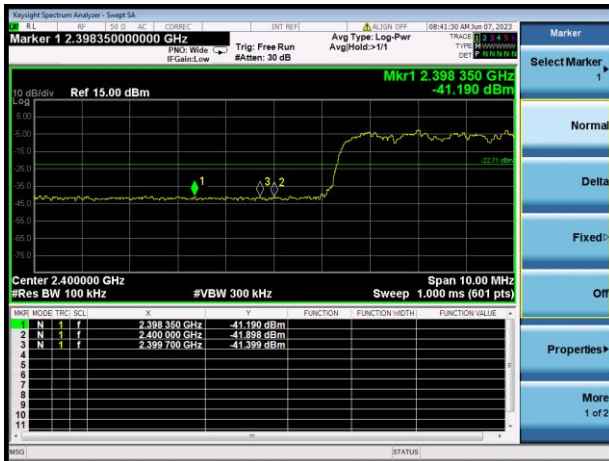 Keysight Spectrum Analyzer - Swept SA
RL RF 50 Ω AC CORREC INT REF ALIGN OFF 08:41:30 AM Jun 07, 2023
Marker 1 2.398350000000 GHz
PNO: Wide
IFGain:Low
Trig: Free Run
#Atten: 30 dB
Avg Type: Log-Pwr
Avg|Hold:>1/1
TRACE 1 2 3 4 5 6
TYPE M WWWWW
DET P N N N N N
Mkr1 2.398 350 GHz
-41.190 dBm
10 dB/div Ref 15.00 dBm
Log
5.00
-5.00
-15.0
-22.71 dBm
-25.0
-35.0
-45.0
-55.0
-65.0
-75.0
1
3 2
Center 2.400000 GHz Span 10.00 MHz
#Res BW 100 kHz #VBW 300 kHz Sweep 1.000 ms (601 pts)
MKR MODE TRC SCL X Y FUNCTION FUNCTION WIDTH FUNCTION VALUE
1 N 1 f 2.398 350 GHz -41.190 dBm
2 N 1 f 2.400 000 GHz -41.898 dBm
3 N 1 f 2.399 700 GHz -41.399 dBm
4
5
6
7
8
9
10
11
MSG STATUS
Marker
Select Marker
1
Normal
Delta
Fixed
Off
Properties
More
1 of 2